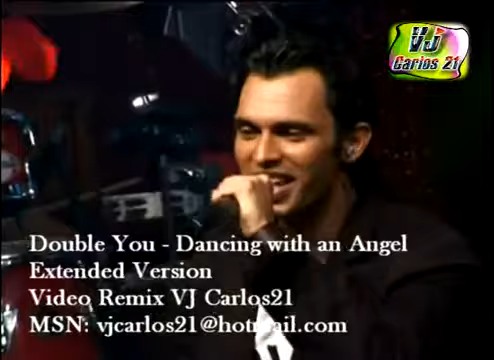 VJ
Carlos 21
Double You - Dancing with an Angel
Extended Version
Video Remix VJ Carlos21
MSN: vjcarlos21@hotmail.com